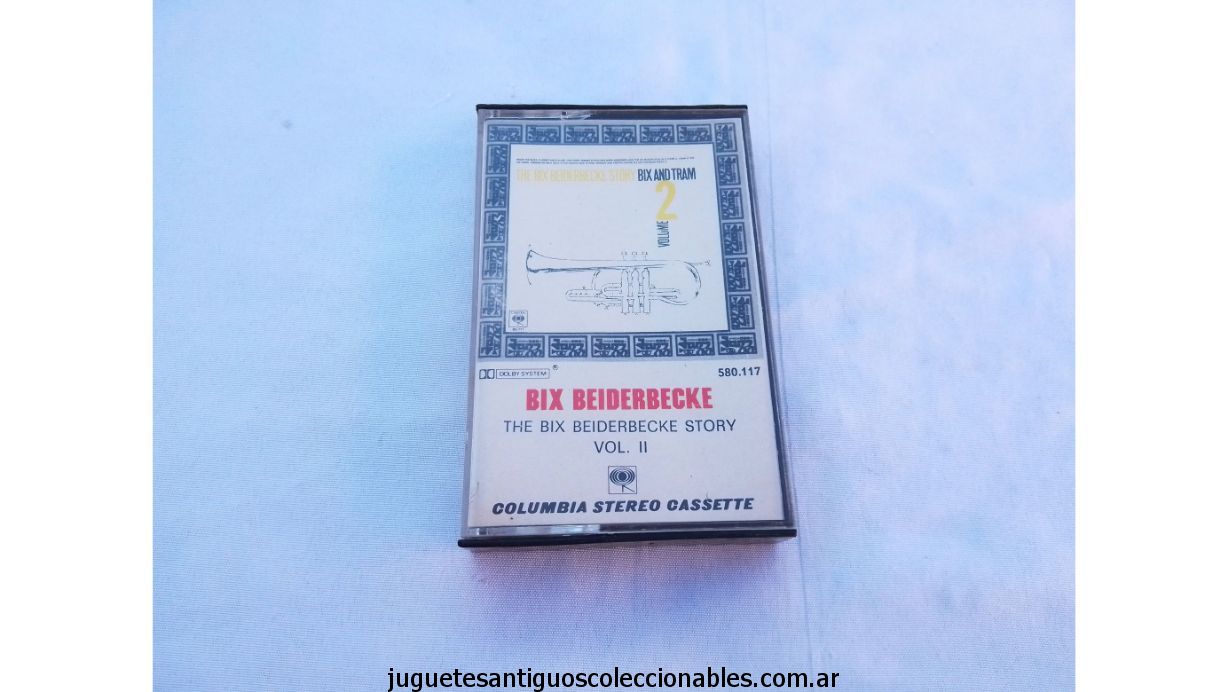 THE BIX BEIDERBECKE STORY BIX AND TRAM
VOLUME 2
DOLBY SYSTEM ®
580.117
BIX BEIDERBECKE
THE BIX BEIDERBECKE STORY
VOL. II
COLUMBIA STEREO CASSETTE
juguetesantiguoscoleccionables.com.ar